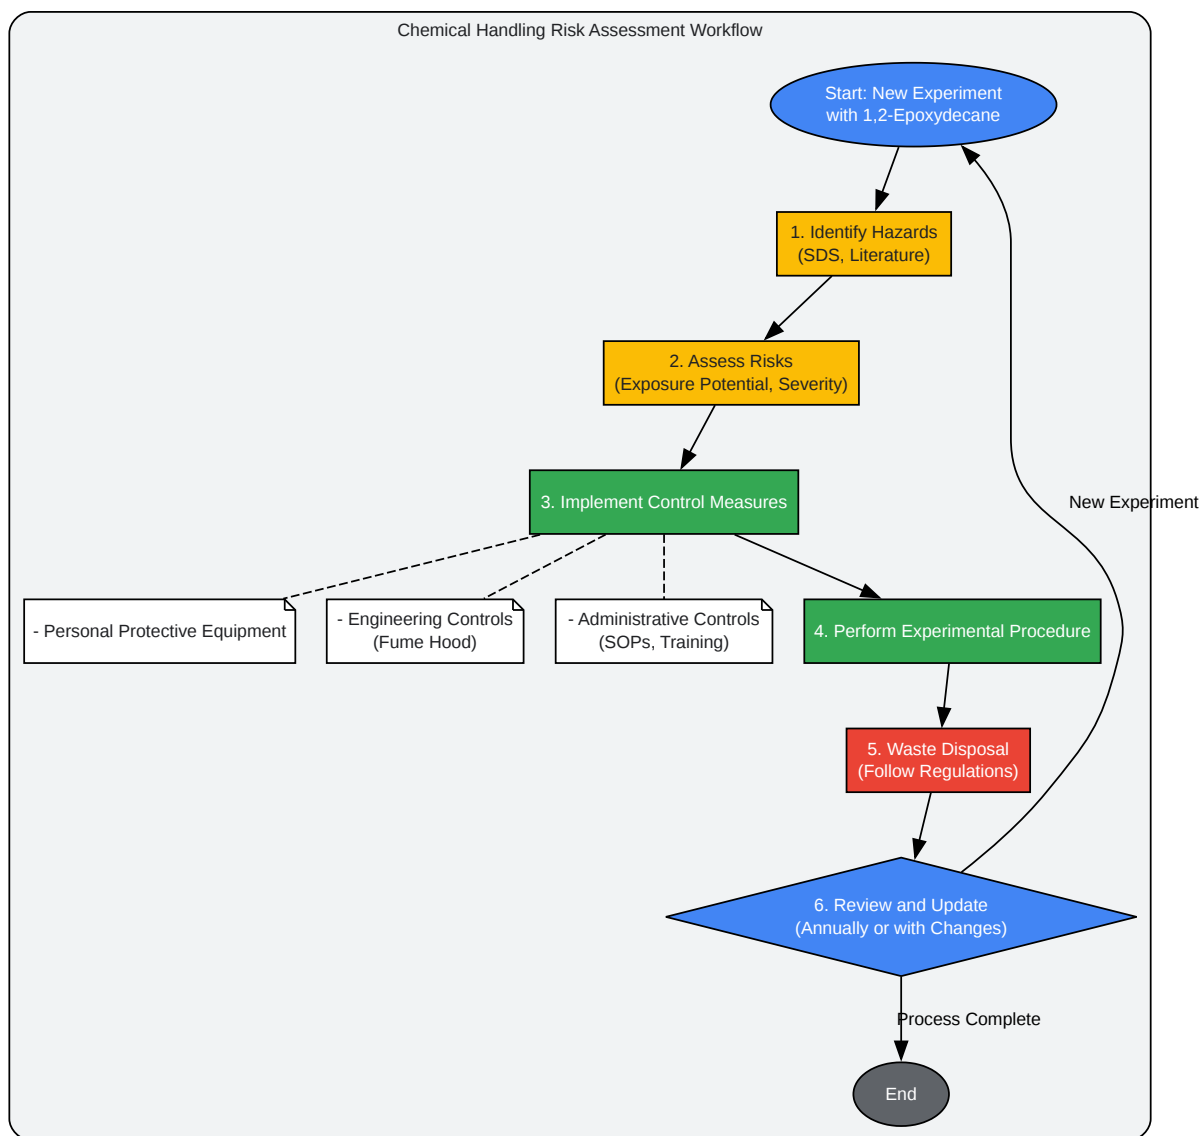 Chemical Handling Risk Assessment Workflow
Start: New Experiment
with 1,2-Epoxydecane
1. Identify Hazards
(SDS, Literature)
2. Assess Risks
(Exposure Potential, Severity)
3. Implement Control Measures
New Experiment
- Personal Protective Equipment
- Engineering Controls
(Fume Hood)
- Administrative Controls
(SOPs, Training)
4. Perform Experimental Procedure
5. Waste Disposal
(Follow Regulations)
6. Review and Update
(Annually or with Changes)
Process Complete
End